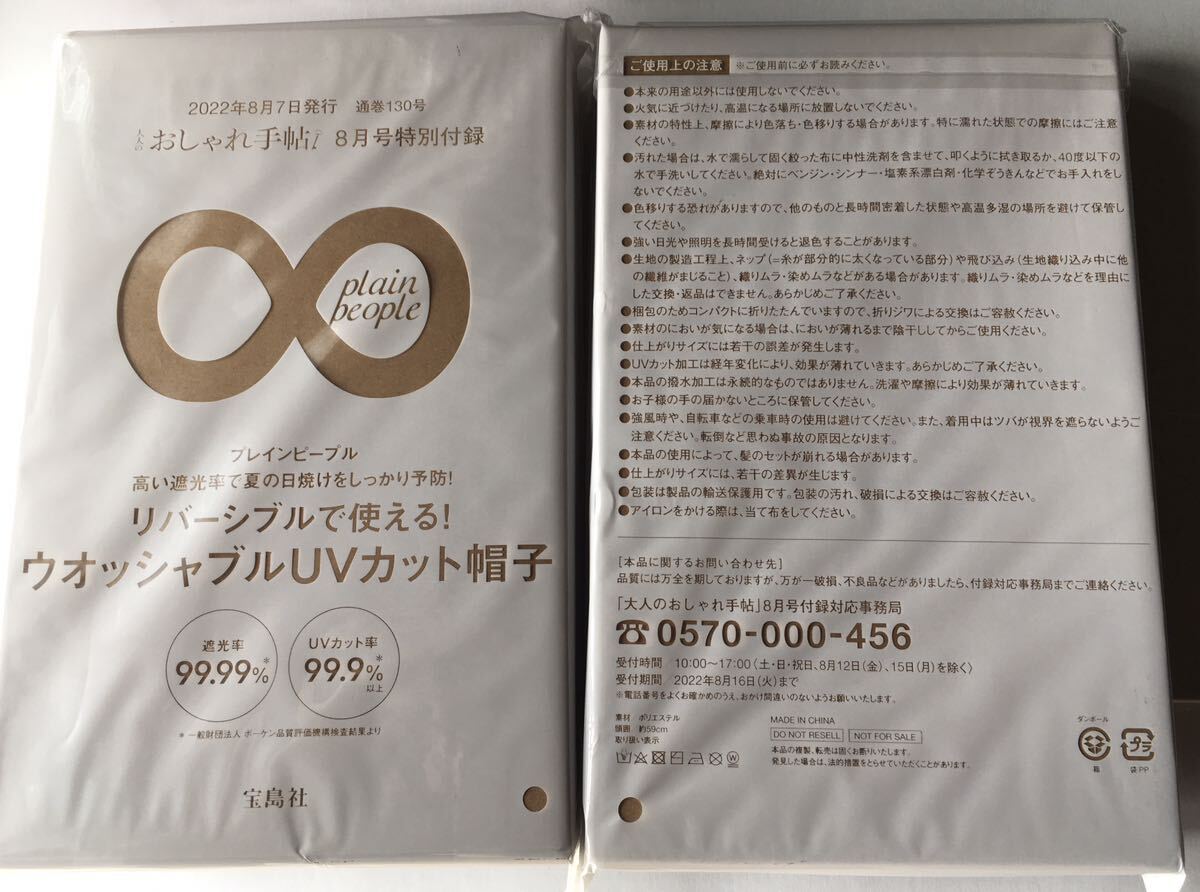 2022年8月7日発行 通巻130号
大人のおしゃれ手帖 8月号特別付録
plain
people
プレインピープル
高い遮光率で夏の日焼けをしっかり予防!
リバーシブルで使える!
ウオッシャブルUVカット帽子
遮光率
99.99%*
UVカット率
99.9%*
以上
* 一般財団法人 ボーケン品質評価機構検査結果より
宝島社
ご使用上の注意 ※ご使用前に必ずお読みください。
●本来の用途以外には使用しないでください。
●火気に近づけたり、高温になる場所に放置しないでください。
●素材の特性上、摩擦により色落ち・色移りする場合があります。特に濡れた状態での摩擦にはご注意
ください。
●汚れた場合は、水で濡らして固く絞った布に中性洗剤を含ませて、叩くように拭き取るか、40度以下の
水で手洗いしてください。絶対にベンジン・シンナー・塩素系漂白剤・化学ぞうきんなどでお手入れをし
ないでください。
●色移りする恐れがありますので、他のものと長時間密着した状態や高温多湿の場所を避けて保管し
てください。
●強い日光や照明を長時間受けると退色することがあります。
●生地の製造工程上、ネップ(=糸が部分的に太くなっている部分)や飛び込み(生地織り込み中に他
の繊維がまじること)、織りムラ・染めムラなどがある場合があります。織りムラ・染めムラなどを理由に
した交換・返品はできません。あらかじめご了承ください。
●梱包のためコンパクトに折りたたんでいますので、折りジワによる交換はご容赦ください。
●素材のにおいが気になる場合は、においが薄れるまで陰干ししてからご使用ください。
●仕上がりサイズには若干の誤差が発生します。
●UVカット加工は経年変化により、効果が薄れていきます。あらかじめご了承ください。
●本品の撥水加工は永続的なものではありません。洗濯や摩擦により効果が薄れていきます。
●お子様の手の届かないところに保管してください。
●強風時や、自転車などの乗車時の使用は避けてください。また、着用中はツバが視界を遮らないようご
注意ください。転倒など思わぬ事故の原因となります。
●本品の使用によって、髪のセットが崩れる場合があります。
●仕上がりサイズには、若干の差異が生じます。
●包装は製品の輸送保護用です。包装の汚れ、破損による交換はご容赦ください。
●アイロンをかける際は、当て布をしてください。
[本品に関するお問い合わせ先]
品質には万全を期しておりますが、万が一破損、不良品などがありましたら、付録対応事務局までご連絡ください。
「大人のおしゃれ手帖」8月号付録対応事務局
☎0570-000-456
受付時間 10:00〜17:00〈土・日・祝日、8月12日(金)、15日(月)を除く〉
受付期間 2022年8月16日(火)まで
※電話番号をよくお確かめのうえ、おかけ間違いのないようお願いいたします。
素材 ポリエステル
頭囲 約59cm
取り扱い表示
MADE IN CHINA
DO NOT RESELL NOT FOR SALE
本品の複製、転売は固くお断りいたします。
発見した場合は、法的措置をとらせていただくことがあります。
ダンボール
箱
プラ
袋:PP